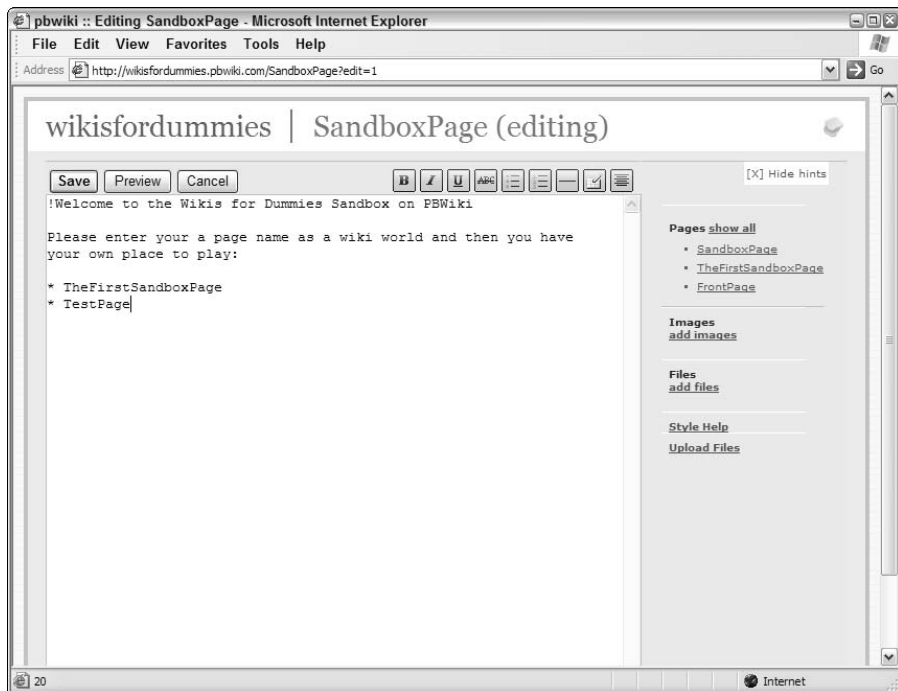 pbwiki :: Editing SandboxPage - Microsoft Internet Explorer
File Edit View Favorites Tools Help
Address http://wikisfordummies.pbwiki.com/SandboxPage?edit=1 Go
wikisfordummies | SandboxPage (editing)
[X] Hide hints
Save Preview Cancel B I U ABC
!Welcome to the Wikis for Dummies Sandbox on PBWiki
Please enter your a page name as a wiki world and then you have
your own place to play:
* TheFirstSandboxPage
* TestPage
Pages show all
• SandboxPage
• TheFirstSandboxPage
• FrontPage
Images
add images
Files
add files
Style Help
Upload Files
20 Internet